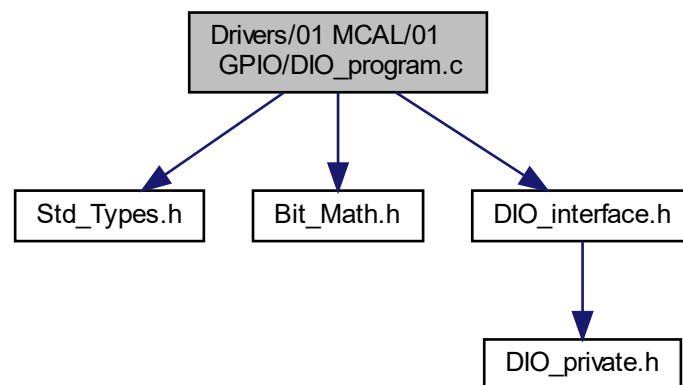 Drivers/01 MCAL/01
GPIO/DIO_program.c
Std_Types.h
Bit_Math.h
DIO_interface.h
DIO_private.h